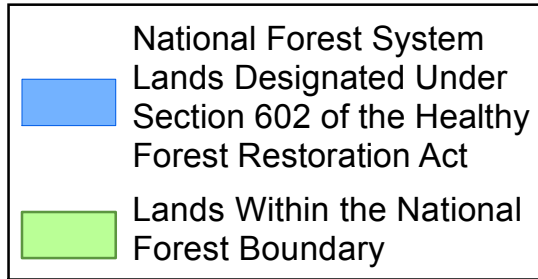 National Forest System
Lands Designated Under
Section 602 of the Healthy
Forest Restoration Act
Lands Within the National
Forest Boundary